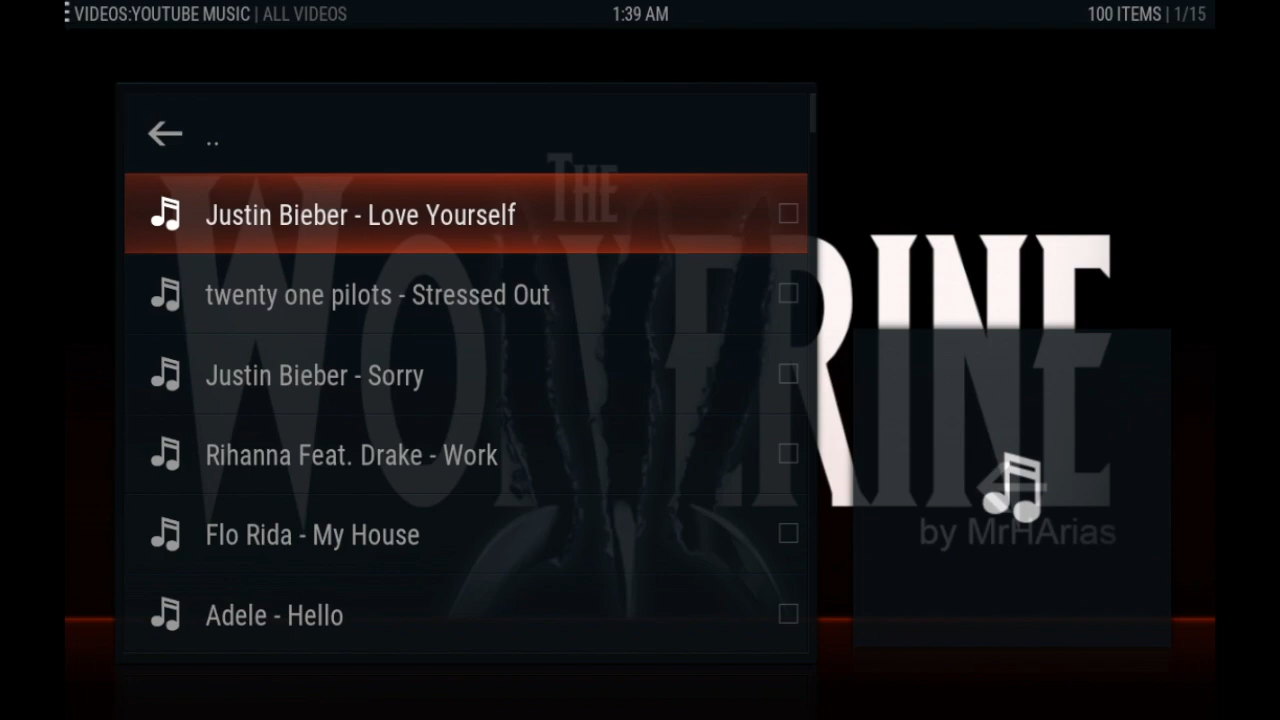 VIDEOS:YOUTUBE MUSIC | ALL VIDEOS
1:39 AM
100 ITEMS | 1/15
..
Justin Bieber - Love Yourself
twenty one pilots - Stressed Out
Justin Bieber - Sorry
Rihanna Feat. Drake - Work
Flo Rida - My House
Adele - Hello
THE
WOLVERINE
by MrHArias